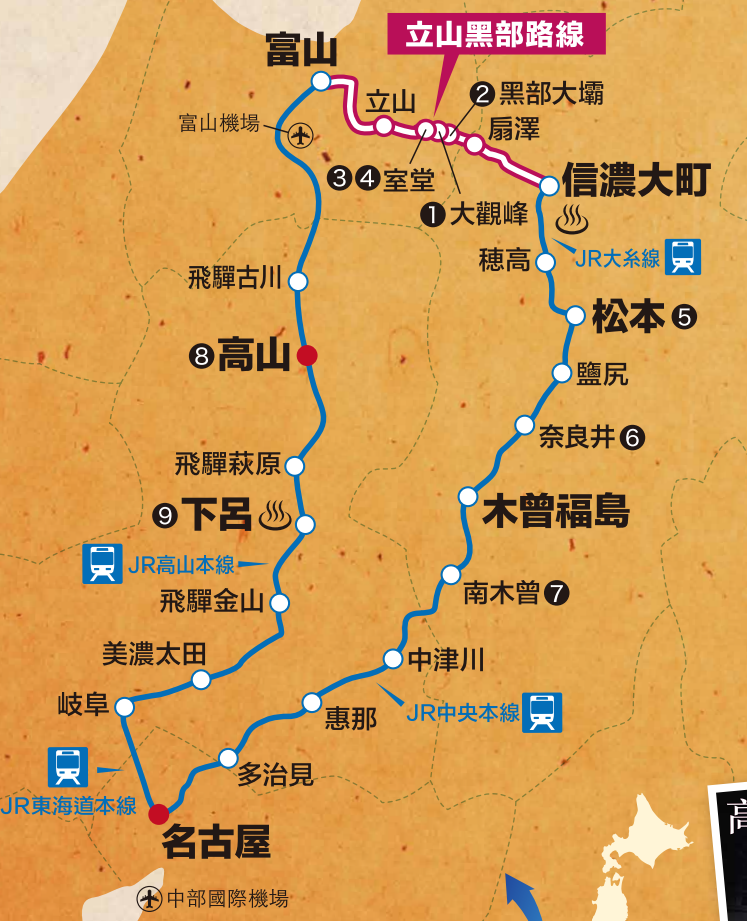 立山黑部路線
富山
立山
❷黑部大壩
扇澤
富山機場
❸❹室堂
❶大觀峰
信濃大町
JR大糸線
穂高
飛驒古川
松本❺
❽高山
鹽尻
奈良井❻
飛驒萩原
❾下呂
木曾福島
JR高山本線
飛驒金山
南木曾❼
美濃太田
中津川
岐阜
惠那
JR中央本線
多治見
JR東海道本線
名古屋
中部國際機場
高